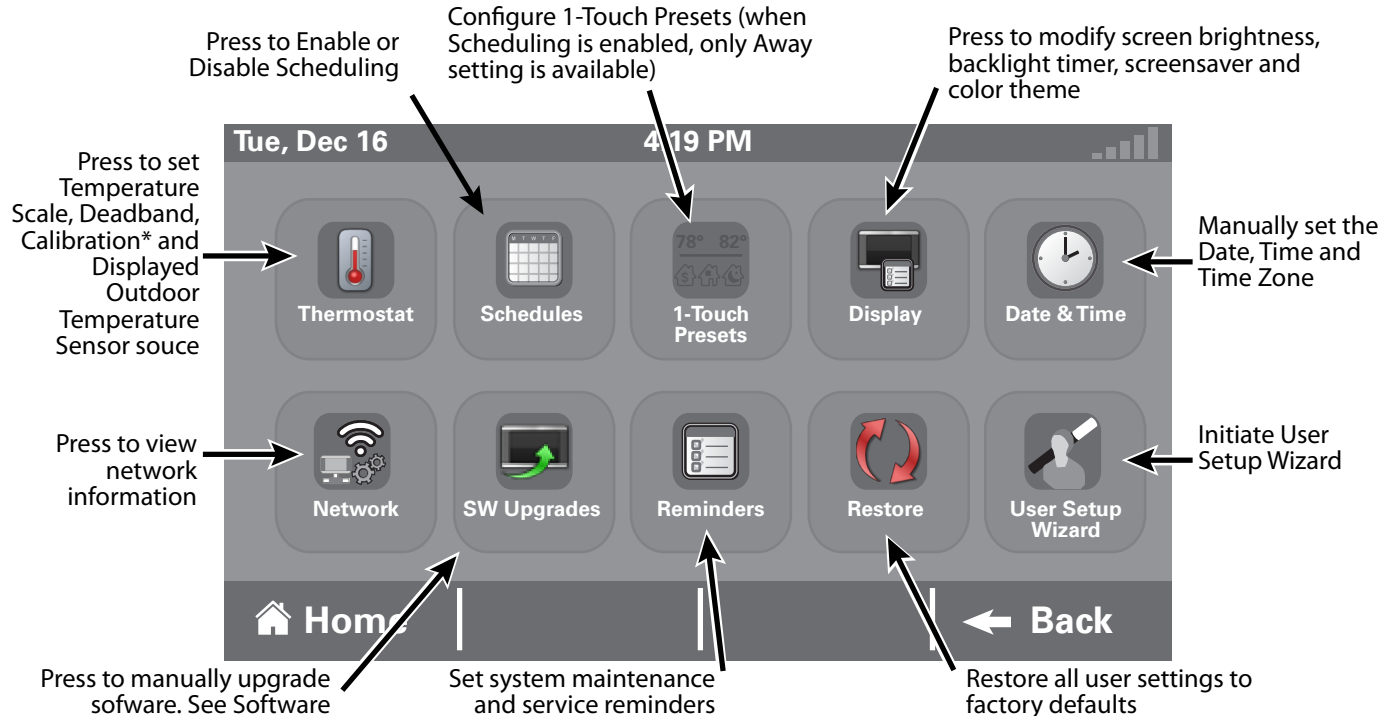 Configure 1-Touch Presets (when
Scheduling is enabled, only Away
setting is available)
Press to Enable or
Disable Scheduling
Press to modify screen brightness,
backlight timer, screensaver and
color theme
Press to set
Temperature
Scale, Deadband,
Calibration* and
Displayed
Outdoor
Temperature
Sensor souce
Tue, Dec 16
4:19 PM
Manually set the
Date, Time and
Time Zone
M T W T F
78° 82°
$
Thermostat
Schedules
1-Touch
Presets
Display
Date & Time
Press to view
network
information
Initiate User
Setup Wizard
Network
SW Upgrades
Reminders
Restore
User Setup
Wizard
Home
Back
Press to manually upgrade
sofware. See Software
Set system maintenance
and service reminders
Restore all user settings to
factory defaults